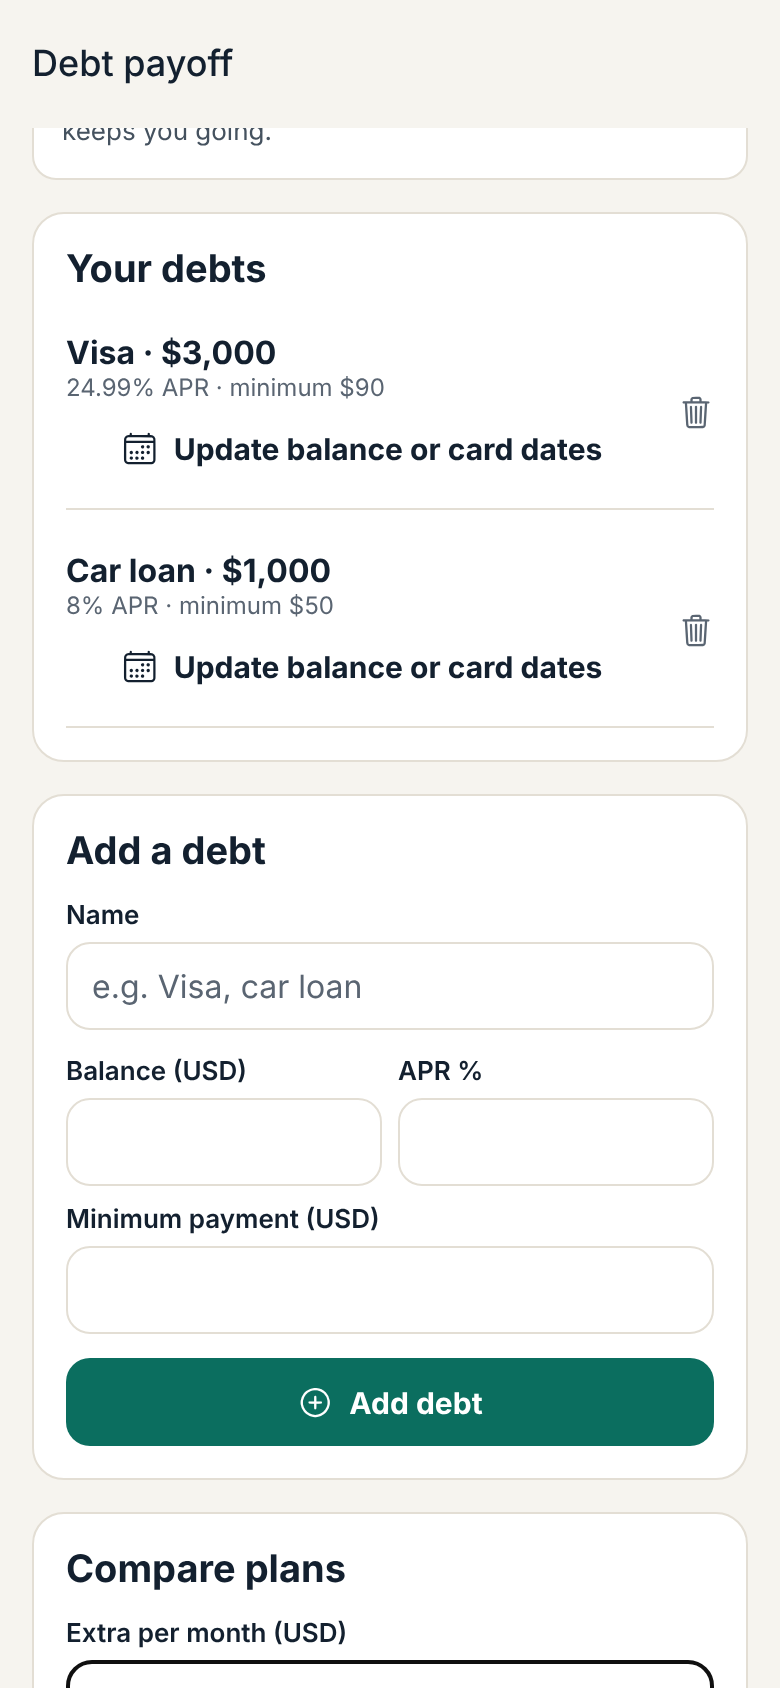 Debt payoff
keeps you going.
Your debts
Visa · $3,000
24.99% APR · minimum $90
Update balance or card dates
Car loan · $1,000
8% APR · minimum $50
Update balance or card dates
Add a debt
Name
e.g. Visa, car loan
Balance (USD) APR %
Minimum payment (USD)
Add debt
Compare plans
Extra per month (USD)